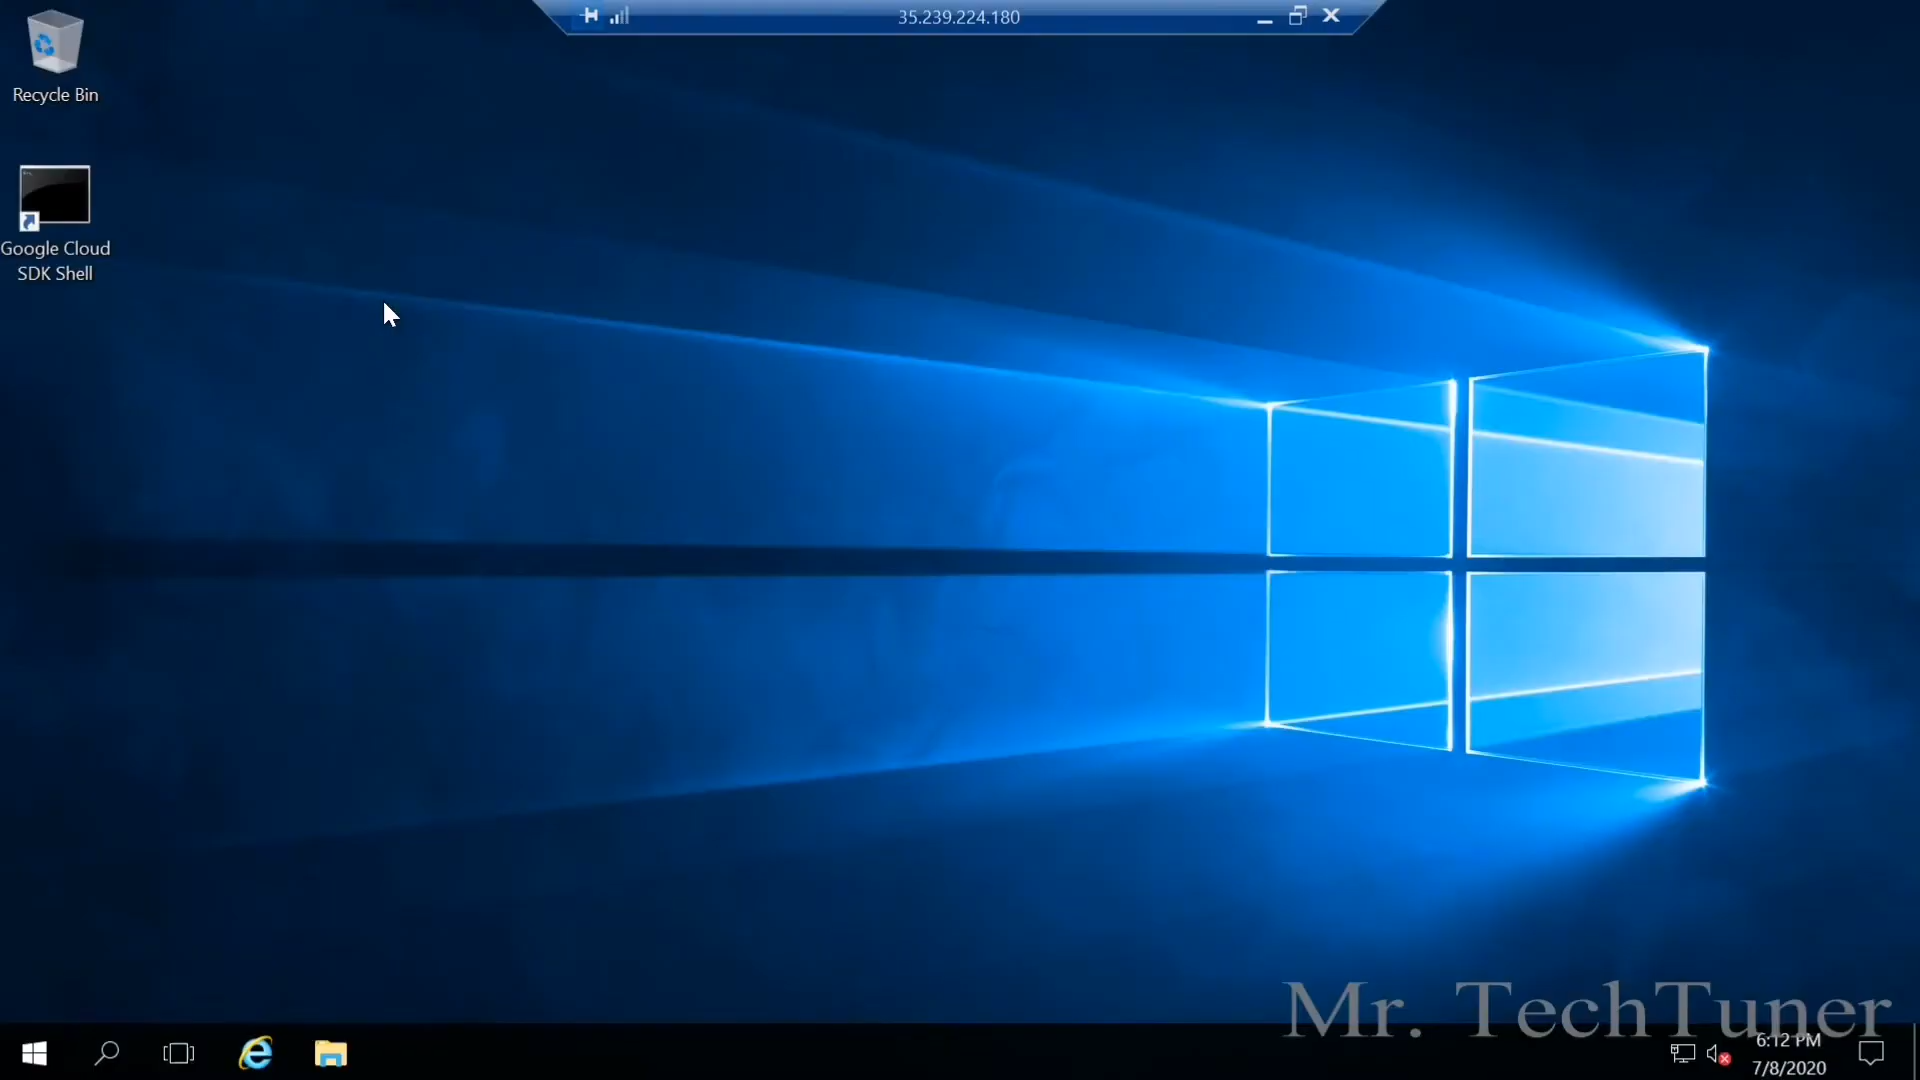 35.239.224.180
Recycle Bin
Google Cloud
SDK Shell
Mr. TechTuner
6:12 PM
7/8/2020